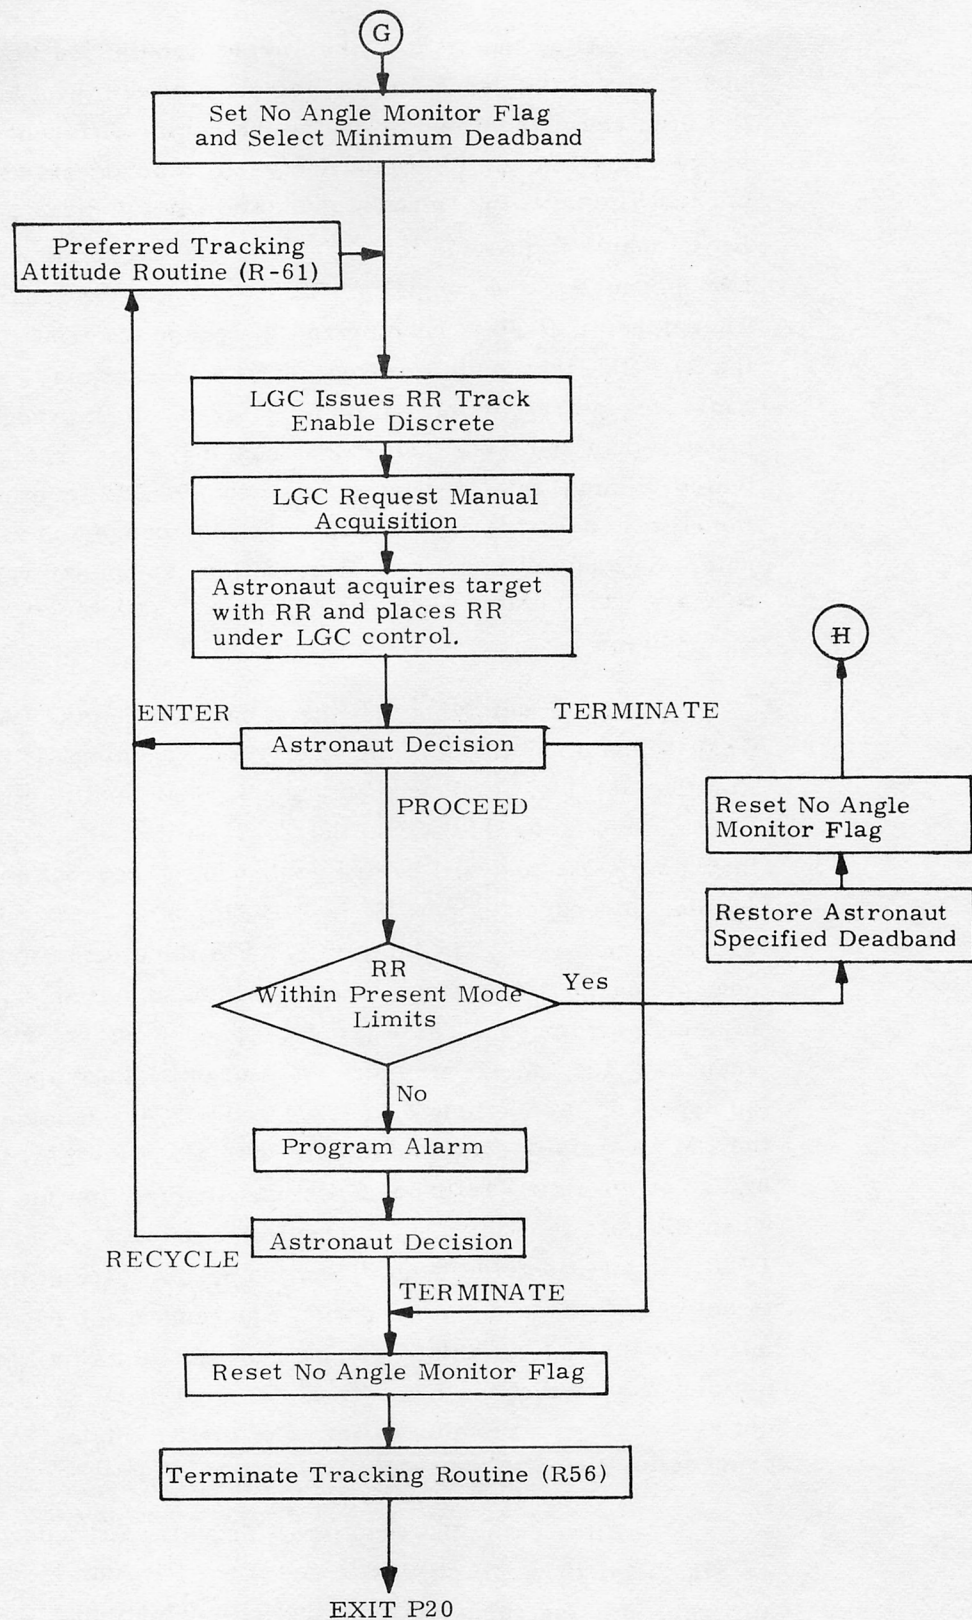 G
Set No Angle Monitor Flag
and Select Minimum Deadband
Preferred Tracking
Attitude Routine (R-61)
LGC Issues RR Track
Enable Discrete
LGC Request Manual
Acquisition
Astronaut acquires target
with RR and places RR
under LGC control.
H
ENTER
TERMINATE
Astronaut Decision
PROCEED
Reset No Angle
Monitor Flag
Restore Astronaut
Specified Deadband
RR
Within Present Mode
Limits
Yes
No
Program Alarm
Astronaut Decision
RECYCLE
TERMINATE
Reset No Angle Monitor Flag
Terminate Tracking Routine (R56)
EXIT P20